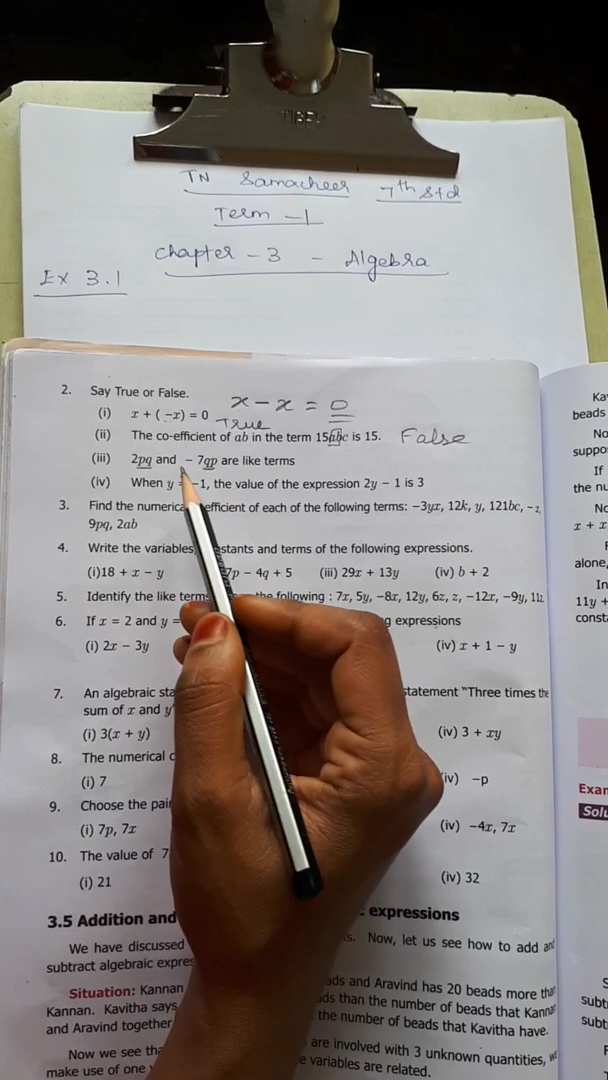 TN Samacheer 7th std
Term -1
Chapter - 3 - Algebra
Ex 3.1
2. Say True or False.
(i) x + ( −x) = 0 x − x = 0
True
(ii) The co-efficient of ab in the term 15abc is 15. False
(iii) 2pq and − 7qp are like terms
(iv) When y −1, the value of the expression 2y − 1 is 3
3. Find the numerical efficient of each of the following terms: −3yx, 12k, y, 121bc, −
9pq, 2ab
4. Write the variables, stants and terms of the following expressions.
(i)18 + x − y 7p − 4q + 5 (iii) 29x + 13y (iv) b + 2
5. Identify the like terms the following : 7x, 5y, −8x, 12y, 6z, z, −12x, −9y, 11z
6. If x = 2 and y = expressions
(i) 2x − 3y (iv) x + 1 − y
7. An algebraic statement "Three times the
sum of x and y
(i) 3(x + y) (iv) 3 + xy
8. The numerical
(i) 7 (iv) −p
9. Choose the
(i) 7p, 7x (iv) −4x, 7x
10. The value of 7
(i) 21 (iv) 32
3.5 Addition and expressions
We have discussed Now, let us see how to add and
subtract algebraic
Situation: Kannan and Aravind has 20 beads more than
Kannan. Kavitha says than the number of beads that Kannan
and Aravind together the number of beads that Kavitha have.
Now we see are involved with 3 unknown quantities, we
make use of one variables are related.
beads
the nu
x + x
alone,
In
11y +
const